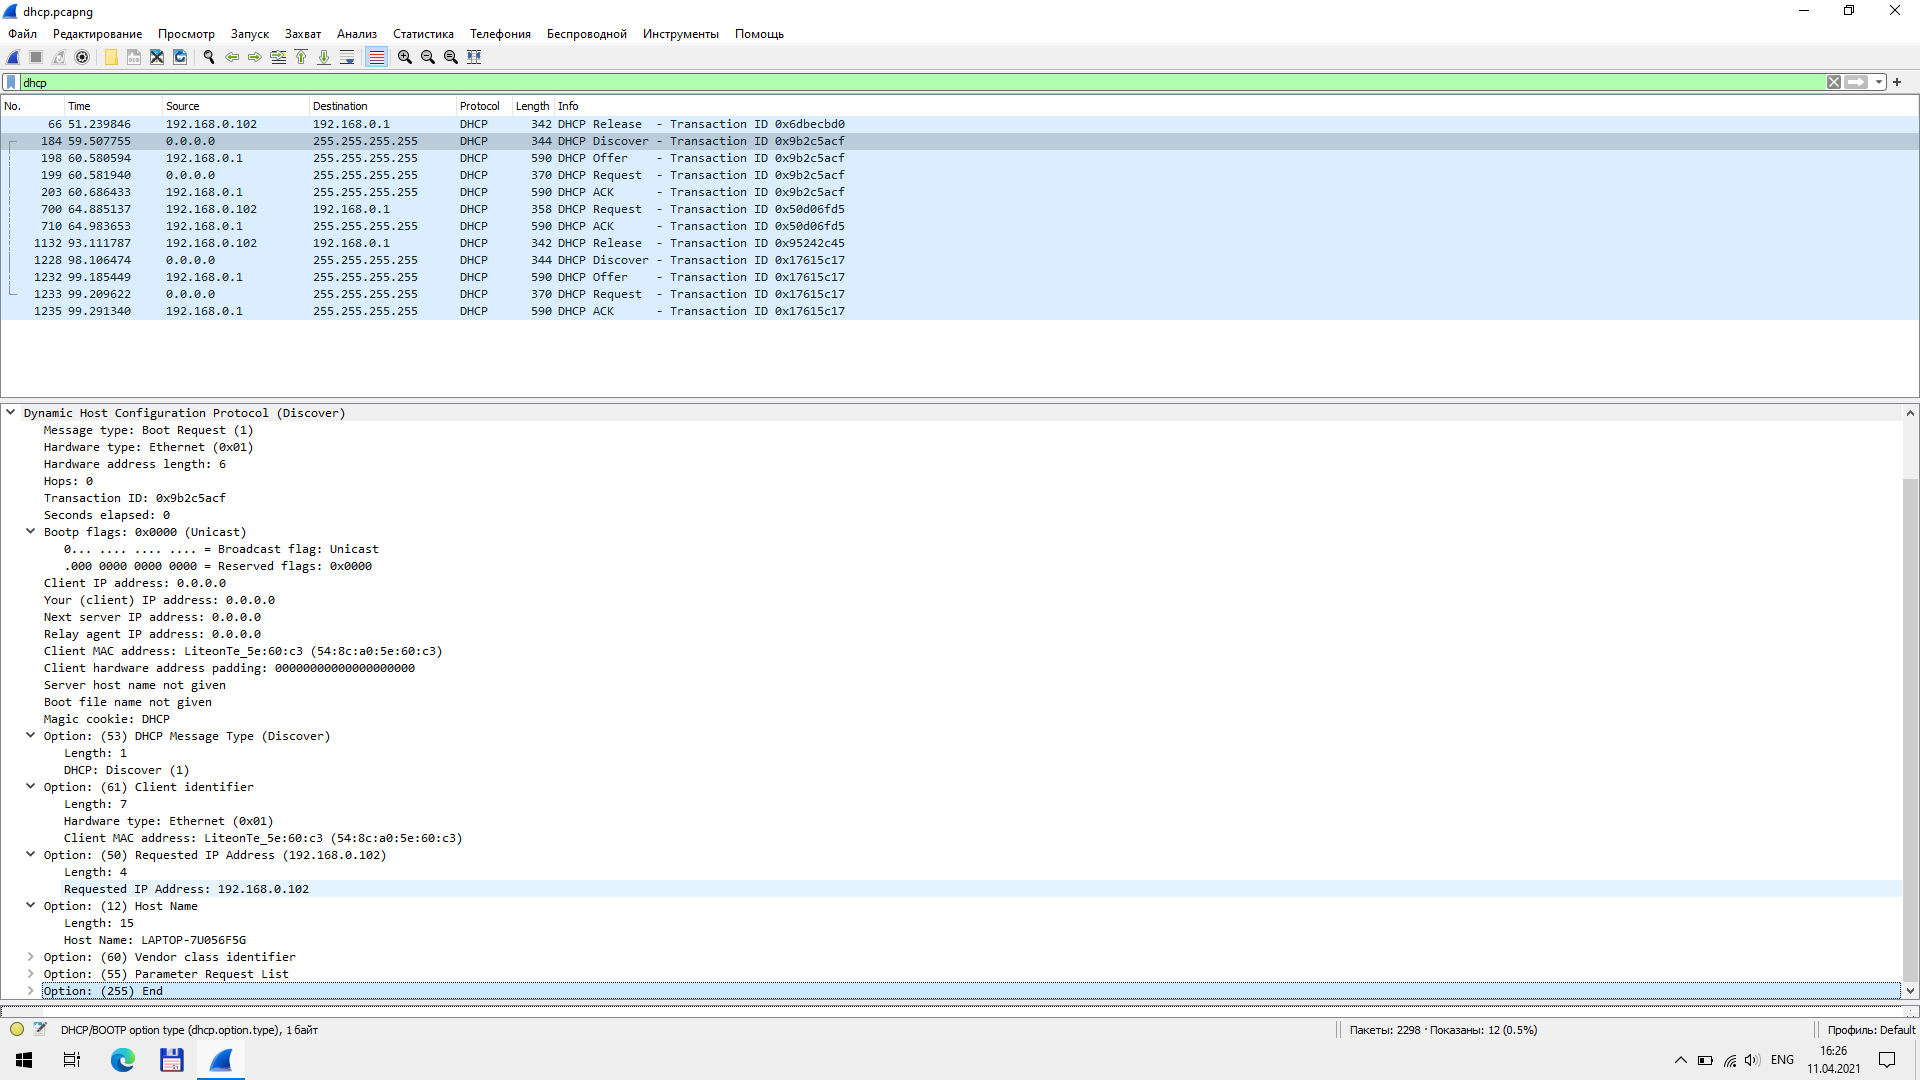 dhcp.pcapng
Файл Редактирование Просмотр Запуск Захват Анализ Статистика Телефония Беспроводной Инструменты Помощь
dhcp
No. Time Source Destination Protocol Length Info
66 51.239846 192.168.0.102 192.168.0.1 DHCP 342 DHCP Release - Transaction ID 0x6dbecbd0
184 59.507755 0.0.0.0 255.255.255.255 DHCP 344 DHCP Discover - Transaction ID 0x9b2c5acf
198 60.580594 192.168.0.1 255.255.255.255 DHCP 590 DHCP Offer - Transaction ID 0x9b2c5acf
199 60.581940 0.0.0.0 255.255.255.255 DHCP 370 DHCP Request - Transaction ID 0x9b2c5acf
203 60.686433 192.168.0.1 255.255.255.255 DHCP 590 DHCP ACK - Transaction ID 0x9b2c5acf
700 64.885137 192.168.0.102 192.168.0.1 DHCP 358 DHCP Request - Transaction ID 0x50d06fd5
710 64.983653 192.168.0.1 255.255.255.255 DHCP 590 DHCP ACK - Transaction ID 0x50d06fd5
1132 93.111787 192.168.0.102 192.168.0.1 DHCP 342 DHCP Release - Transaction ID 0x95242c45
1228 98.106474 0.0.0.0 255.255.255.255 DHCP 344 DHCP Discover - Transaction ID 0x17615c17
1232 99.185449 192.168.0.1 255.255.255.255 DHCP 590 DHCP Offer - Transaction ID 0x17615c17
1233 99.209622 0.0.0.0 255.255.255.255 DHCP 370 DHCP Request - Transaction ID 0x17615c17
1235 99.291340 192.168.0.1 255.255.255.255 DHCP 590 DHCP ACK - Transaction ID 0x17615c17
Dynamic Host Configuration Protocol (Discover)
Message type: Boot Request (1)
Hardware type: Ethernet (0x01)
Hardware address length: 6
Hops: 0
Transaction ID: 0x9b2c5acf
Seconds elapsed: 0
Bootp flags: 0x0000 (Unicast)
0... .... .... .... = Broadcast flag: Unicast
.000 0000 0000 0000 = Reserved flags: 0x0000
Client IP address: 0.0.0.0
Your (client) IP address: 0.0.0.0
Next server IP address: 0.0.0.0
Relay agent IP address: 0.0.0.0
Client MAC address: LiteonTe_5e:60:c3 (54:8c:a0:5e:60:c3)
Client hardware address padding: 00000000000000000000
Server host name not given
Boot file name not given
Magic cookie: DHCP
Option: (53) DHCP Message Type (Discover)
Length: 1
DHCP: Discover (1)
Option: (61) Client identifier
Length: 7
Hardware type: Ethernet (0x01)
Client MAC address: LiteonTe_5e:60:c3 (54:8c:a0:5e:60:c3)
Option: (50) Requested IP Address (192.168.0.102)
Length: 4
Requested IP Address: 192.168.0.102
Option: (12) Host Name
Length: 15
Host Name: LAPTOP-7U056F5G
Option: (60) Vendor class identifier
Option: (55) Parameter Request List
Option: (255) End
DHCP/BOOTP option type (dhcp.option.type), 1 байт Пакеты: 2298 · Показаны: 12 (0.5%) Профиль: Default
ENG 16:26
11.04.2021